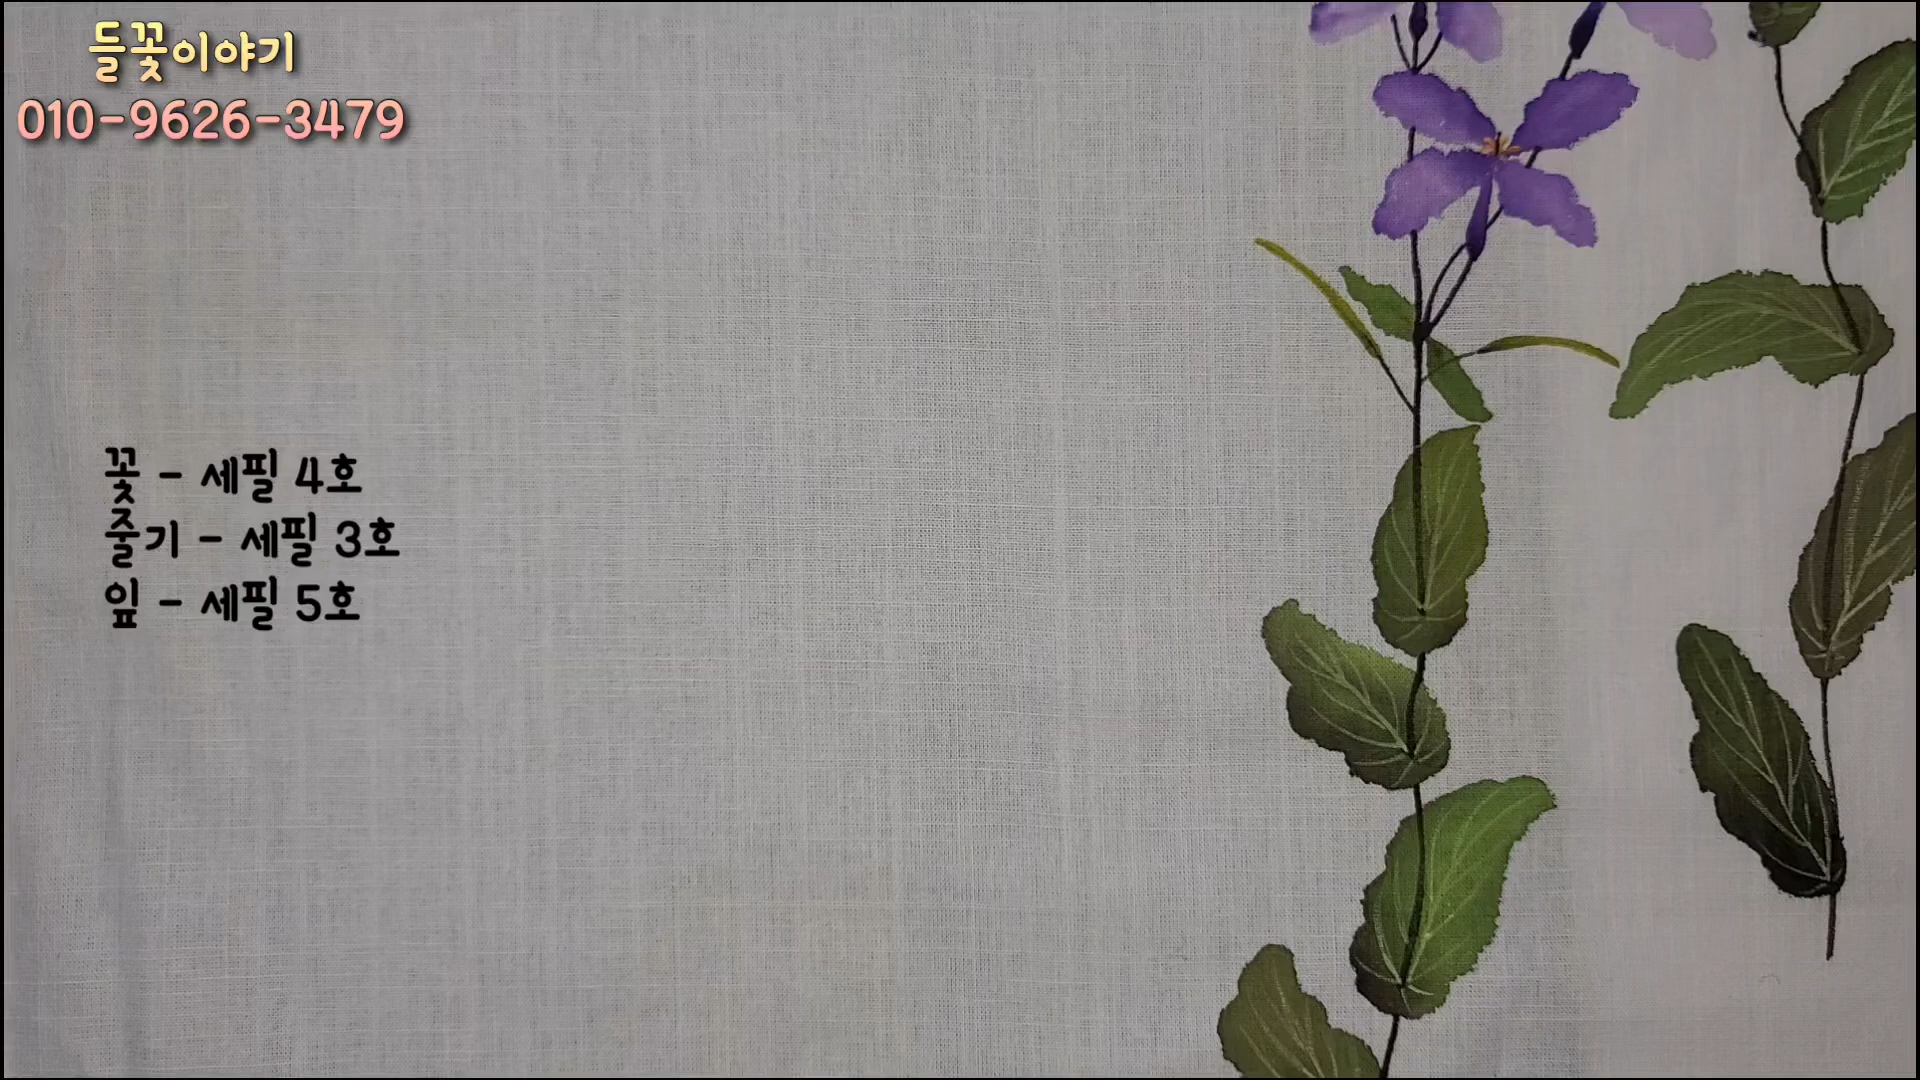 들꽃이야기
010-9626-3479
꽃 - 세필 4호
줄기 - 세필 3호
잎 - 세필 5호